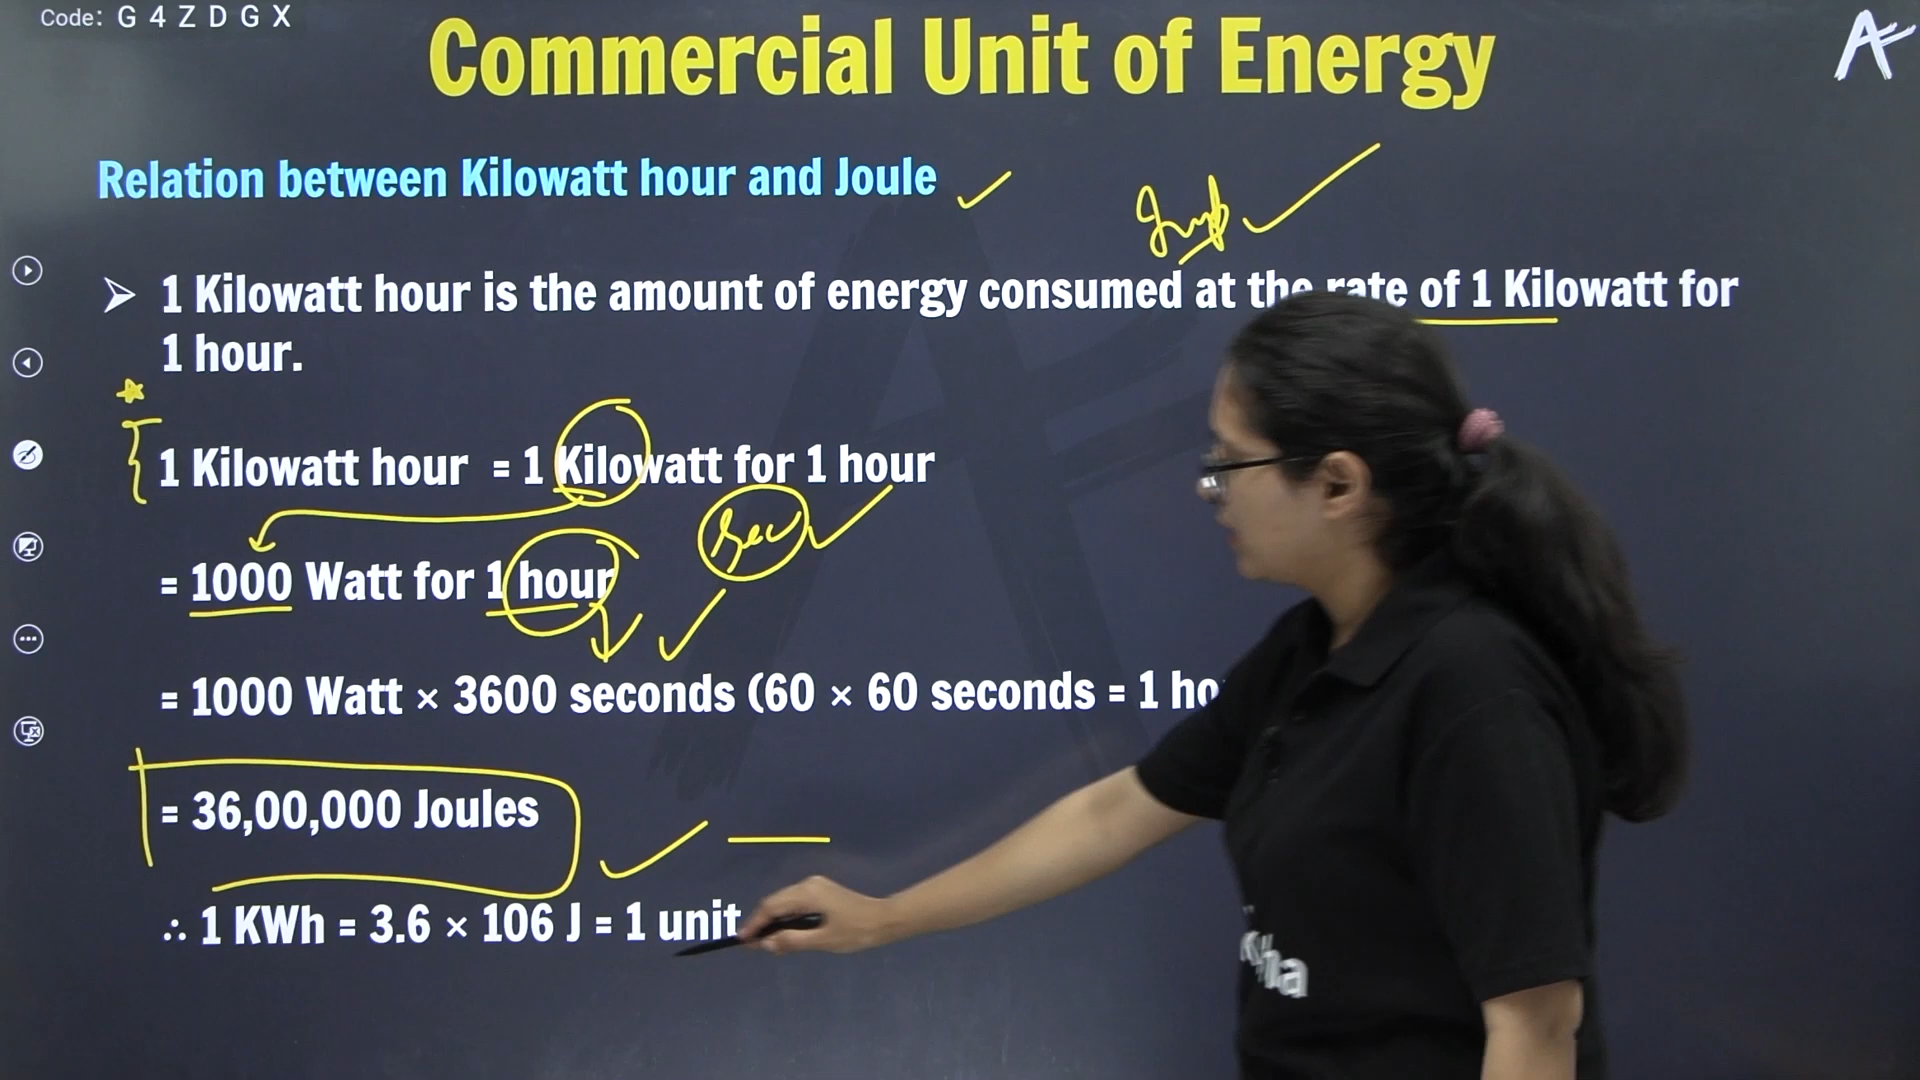 Code: G 4 Z D G X
Commercial Unit of Energy
Relation between Kilowatt hour and Joule
Imp
➢ 1 Kilowatt hour is the amount of energy consumed at the rate of 1 Kilowatt for
1 hour.
1 Kilowatt hour = 1 Kilowatt for 1 hour
Sec
= 1000 Watt for 1 hour
= 1000 Watt × 3600 seconds (60 × 60 seconds = 1 ho
= 36,00,000 Joules
∴ 1 KWh = 3.6 × 106 J = 1 unit